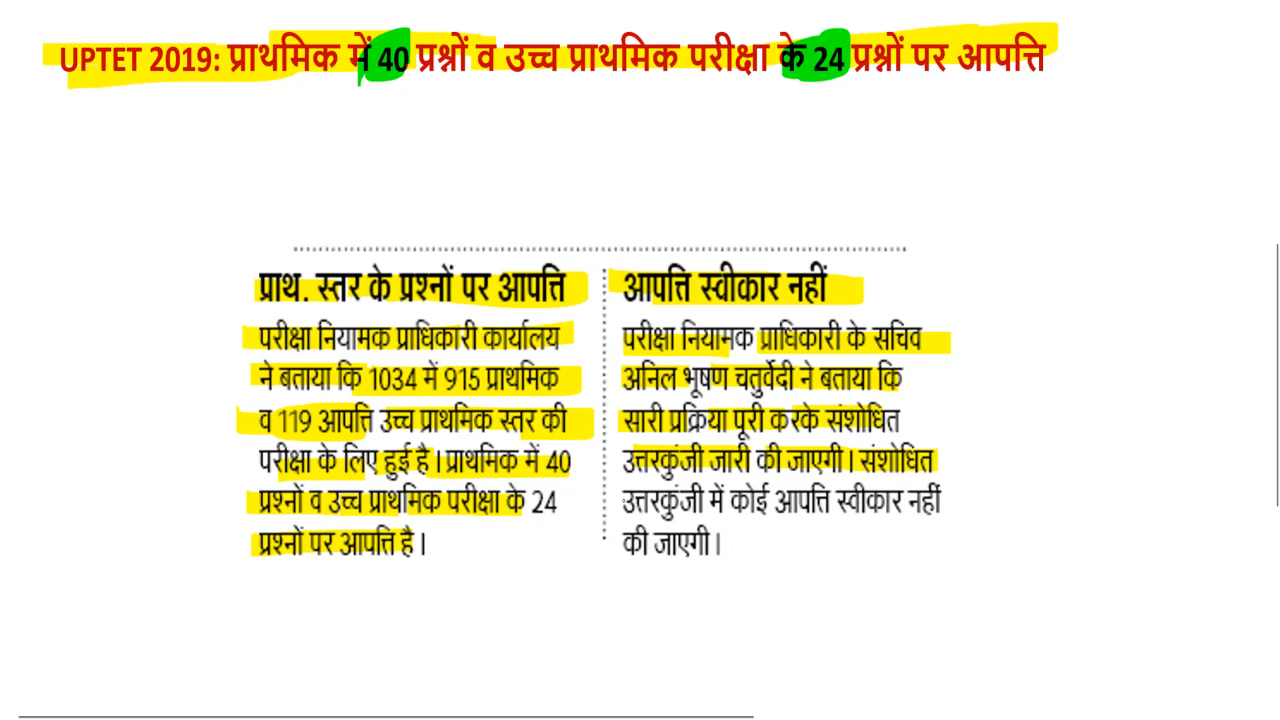 UPTET 2019: प्राथमिक में 40 प्रश्नों व उच्च प्राथमिक परीक्षा के 24 प्रश्नों पर आपत्ति
प्राथ. स्तर के प्रश्नों पर आपत्ति
परीक्षा नियामक प्राधिकारी कार्यालय
ने बताया कि 1034 में 915 प्राथमिक
व 119 आपत्ति उच्च प्राथमिक स्तर की
परीक्षा के लिए हुई है। प्राथमिक में 40
प्रश्नों व उच्च प्राथमिक परीक्षा के 24
प्रश्नों पर आपत्ति है।
आपत्ति स्वीकार नहीं
परीक्षा नियामक प्राधिकारी के सचिव
अनिल भूषण चतुर्वेदी ने बताया कि
सारी प्रक्रिया पूरी करके संशोधित
उत्तरकुंजी जारी की जाएगी। संशोधित
उत्तरकुंजी में कोई आपत्ति स्वीकार नहीं
की जाएगी।